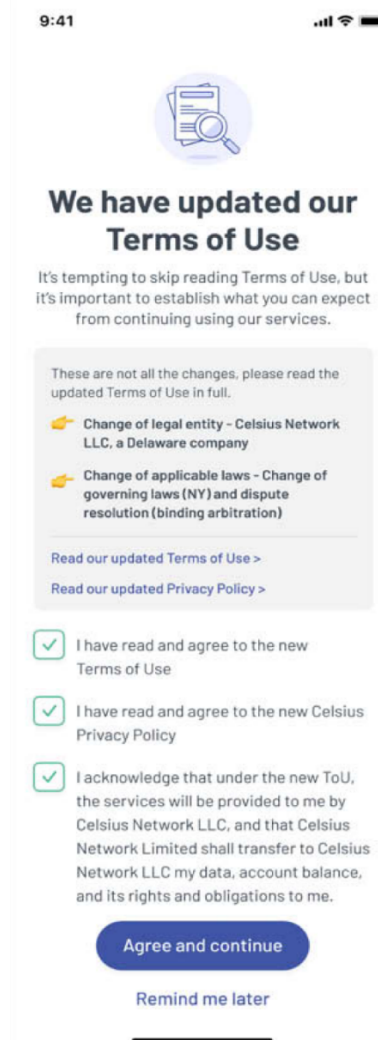 9:41
We have updated our
Terms of Use
It's tempting to skip reading Terms of Use, but
it's important to establish what you can expect
from continuing using our services.
These are not all the changes, please read the
updated Terms of Use in full.
Change of legal entity - Celsius Network
LLC, a Delaware company
Change of applicable laws - Change of
governing laws (NY) and dispute
resolution (binding arbitration)
Read our updated Terms of Use >
Read our updated Privacy Policy >
I have read and agree to the new
Terms of Use
I have read and agree to the new Celsius
Privacy Policy
I acknowledge that under the new ToU,
the services will be provided to me by
Celsius Network LLC, and that Celsius
Network Limited shall transfer to Celsius
Network LLC my data, account balance,
and its rights and obligations to me.
Agree and continue
Remind me later